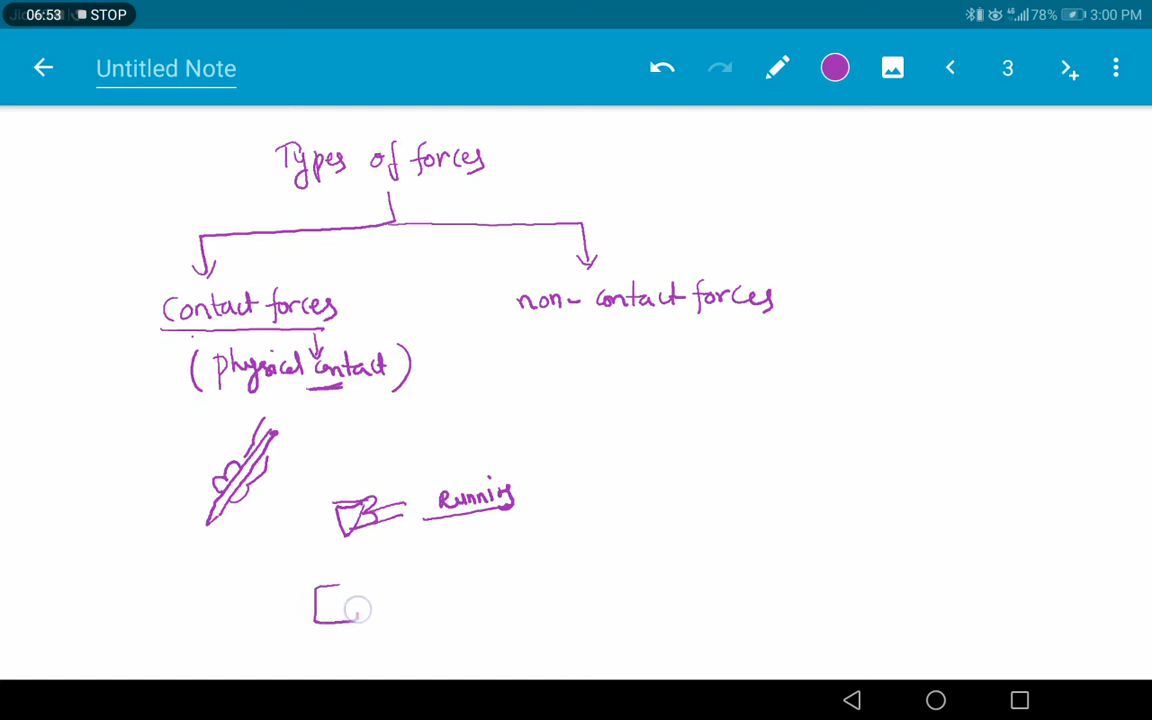 06:53 STOP
78% 3:00 PM
Untitled Note
3
Types of forces
Contact forces
non-contact forces
(physical contact)
Running